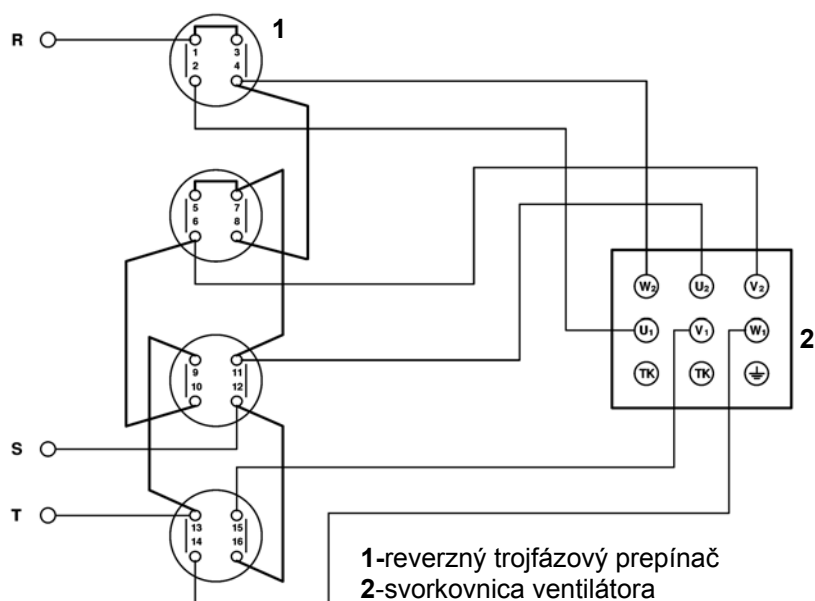 R
1
1 3
2 4
5 7
6 8
W₂ U₂ V₂
U₁ V₁ W₁
2
TK TK
9 11
10 12
S
T
13 15
14 16
1-reverzný trojfázový prepínač
2-svorkovnica ventilátora